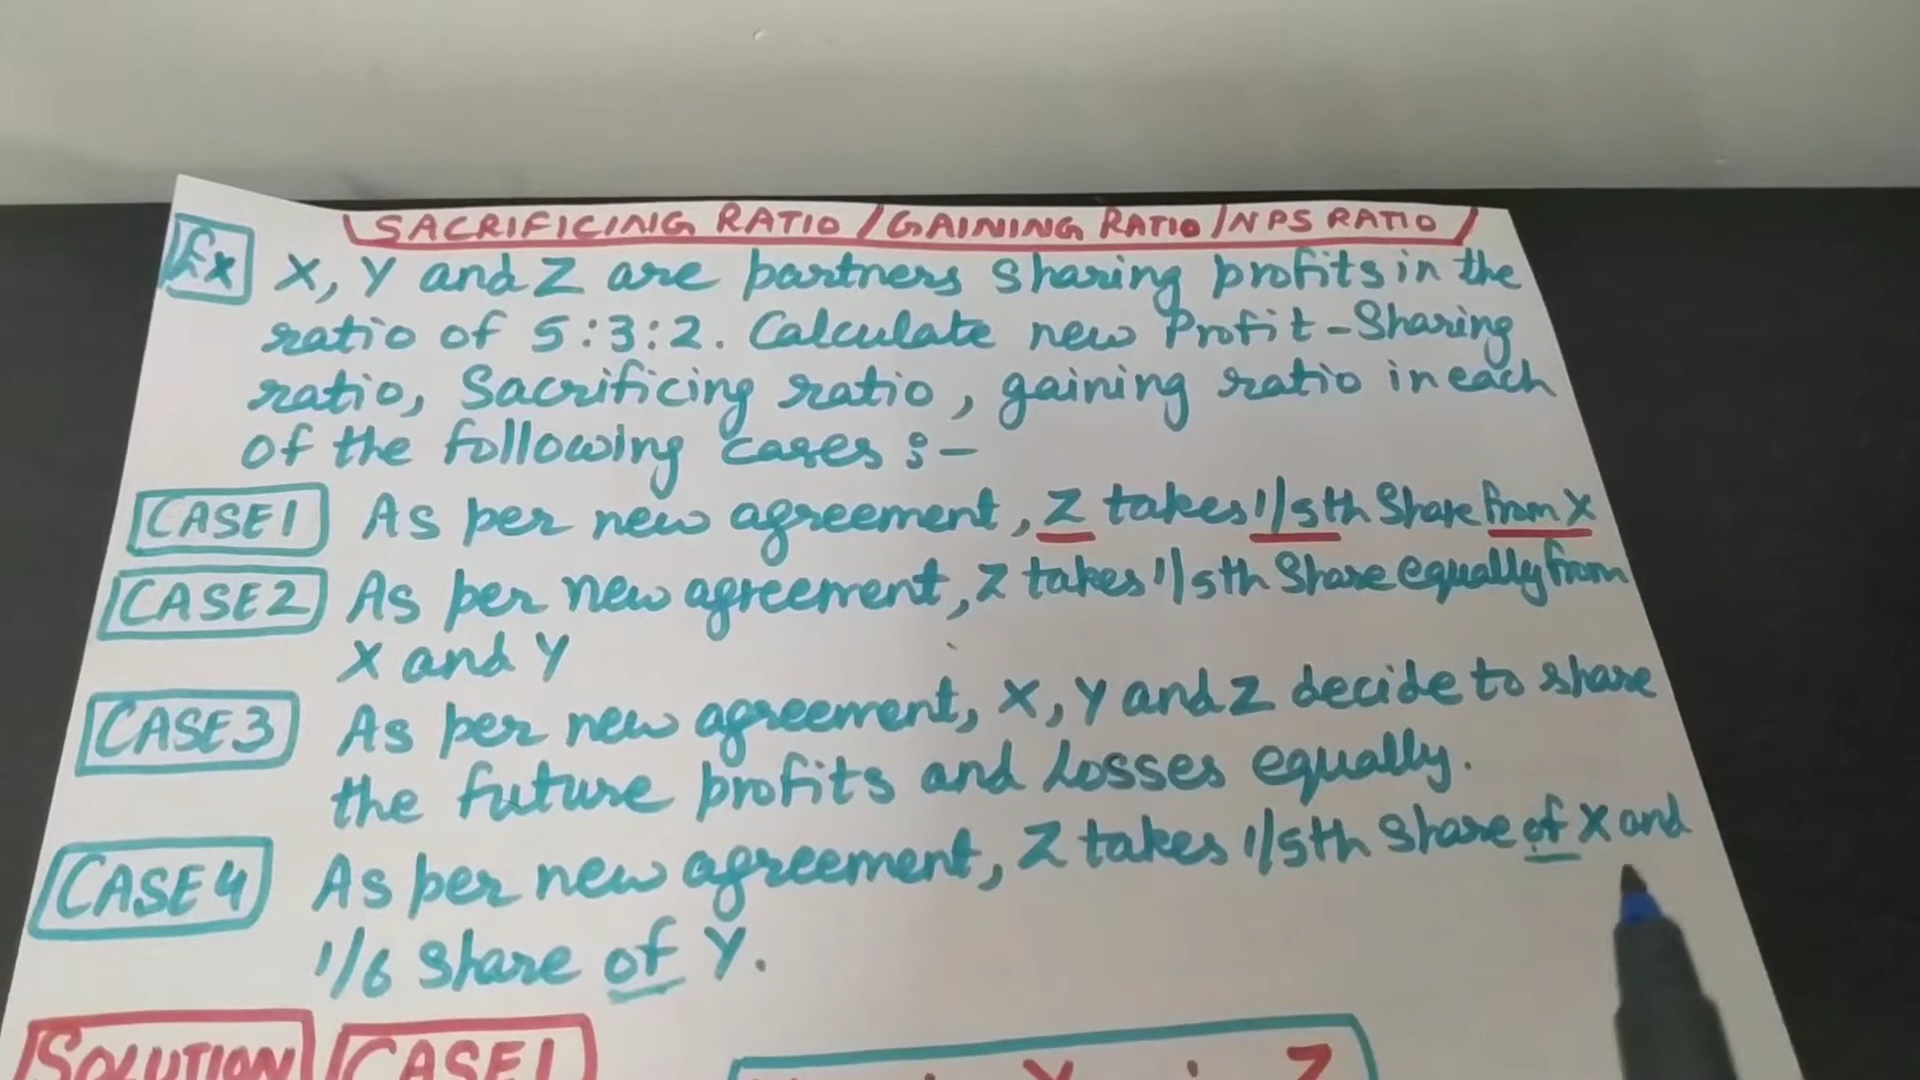 SACRIFICING RATIO / GAINING RATIO / NPS RATIO
Ex X, Y and Z are partners sharing profits in the
ratio of 5:3:2. Calculate new Profit-Sharing
ratio, Sacrificing ratio, gaining ratio in each
of the following cases :-
CASE1 As per new agreement, Z takes 1/5th Share from X
CASE2 As per new agreement, Z takes 1/5th Share equally from
X and Y
CASE3 As per new agreement, X, Y and Z decide to share
the future profits and Losses equally.
CASE4 As per new agreement, Z takes 1/5th Share of X and
1/6 Share of Y.
SOLUTION CASE1